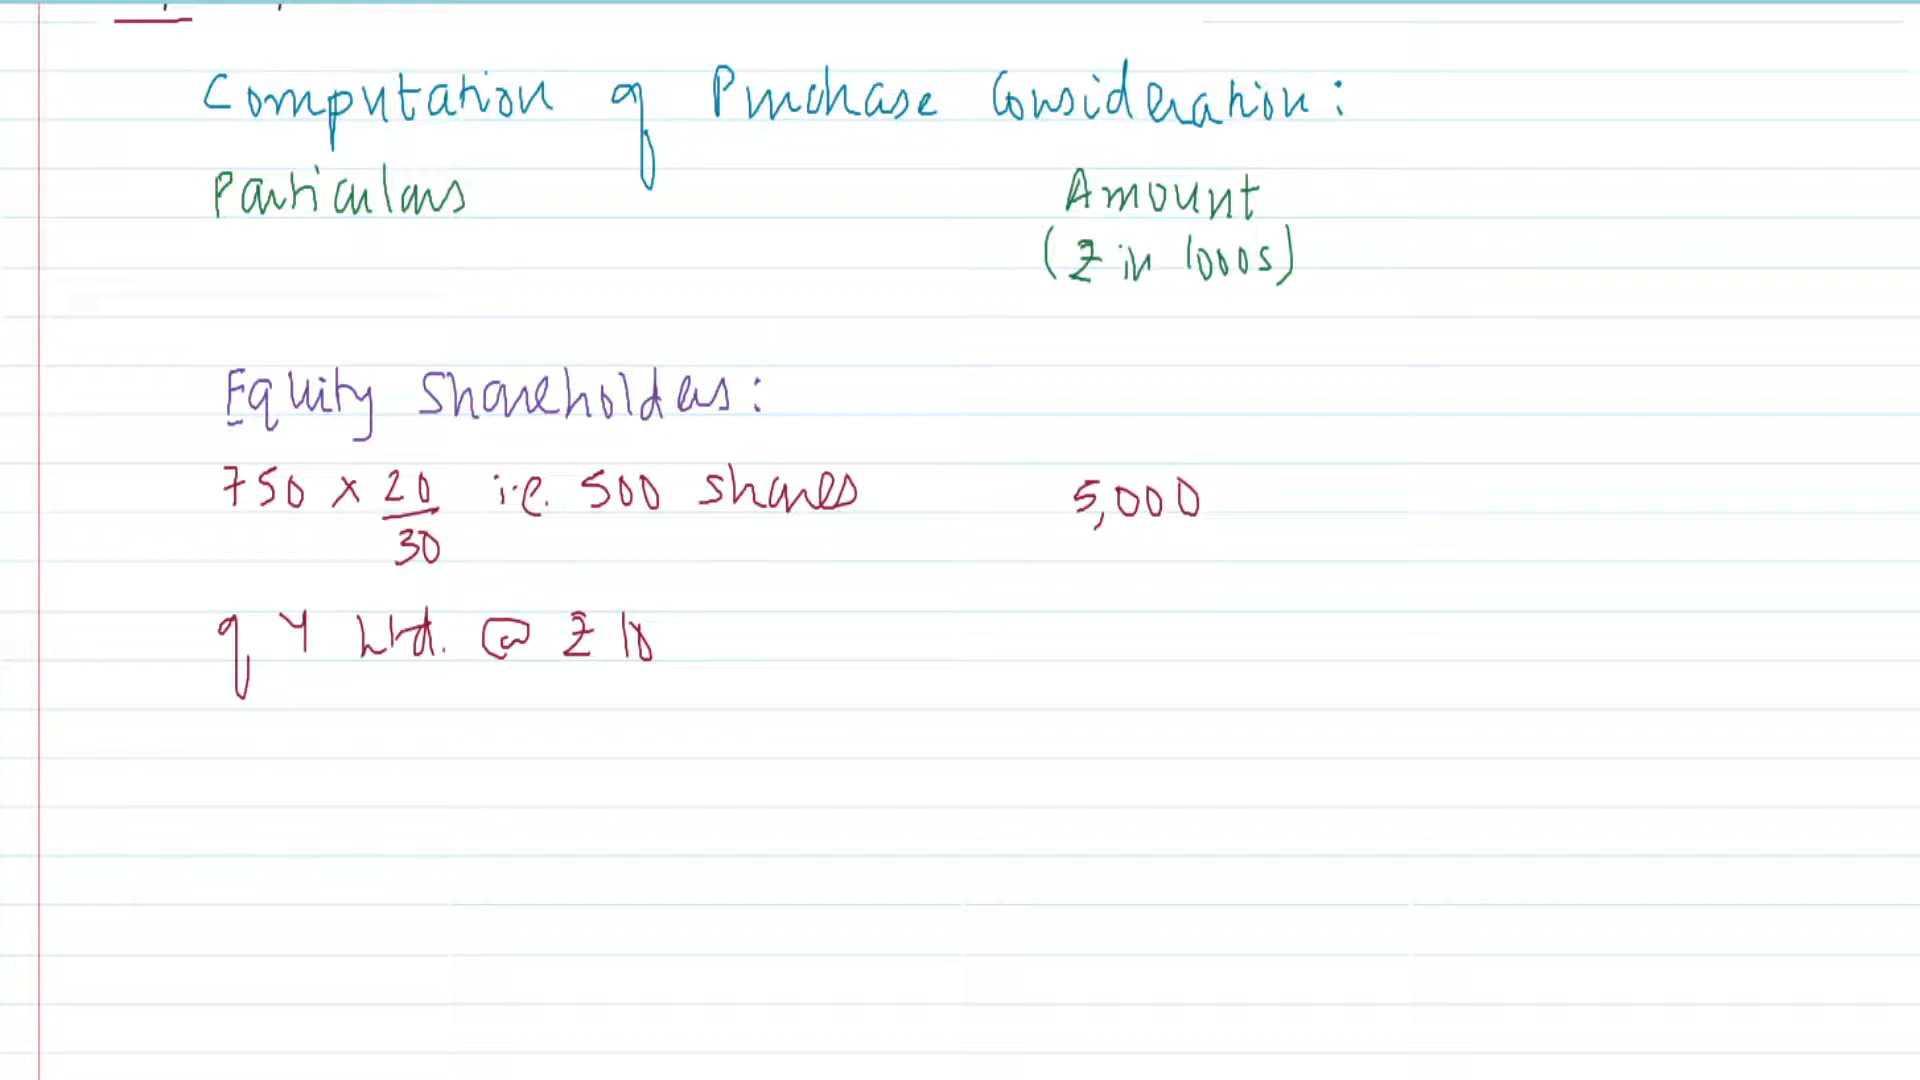 Computation of Purchase Consideration:
Particulars Amount
(₹ in 1000s)
Equity Shareholders:
750 x 20/30 i.e. 500 shares 5,000
of Y Ltd. @ ₹ 10